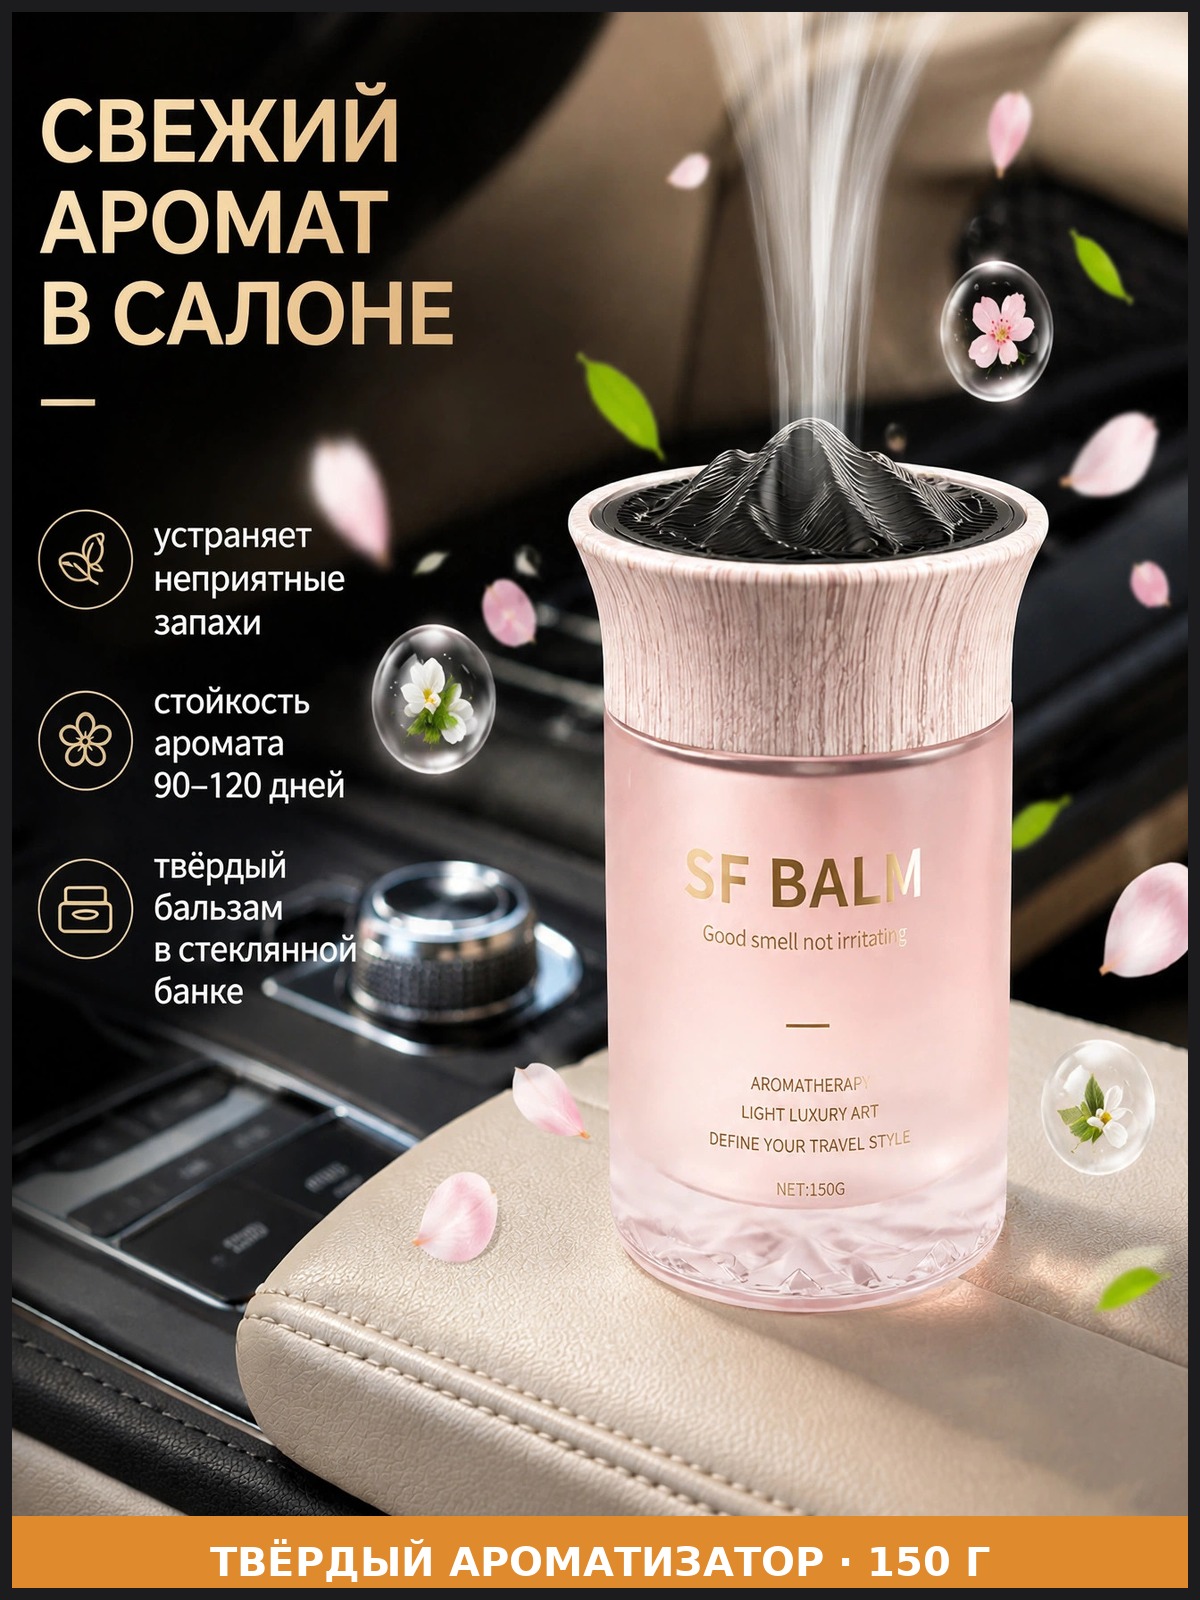 СВЕЖИЙ
АРОМАТ
В САЛОНЕ
устраняет
неприятные
запахи
стойкость
аромата
90–120 дней
твёрдый
бальзам
в стеклянной
банке
SF BALM
Good smell not irritating
AROMATHERAPY
LIGHT LUXURY ART
DEFINE YOUR TRAVEL STYLE
NET:150G
ТВЁРДЫЙ АРОМАТИЗАТОР · 150 Г